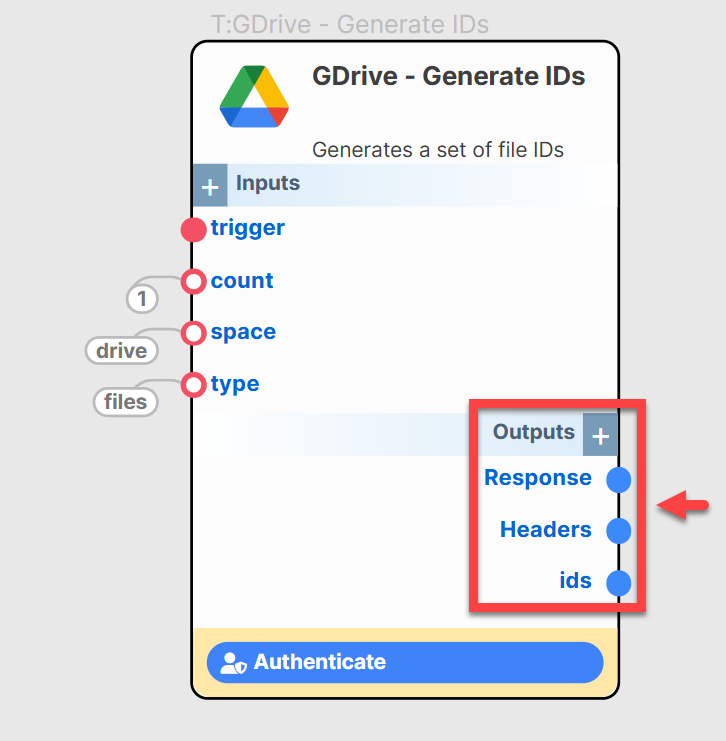 T:GDrive - Generate IDs
GDrive - Generate IDs
Generates a set of file IDs
+ Inputs
trigger
count
1
space
drive
type
files
Outputs +
Response
Headers
ids
Authenticate